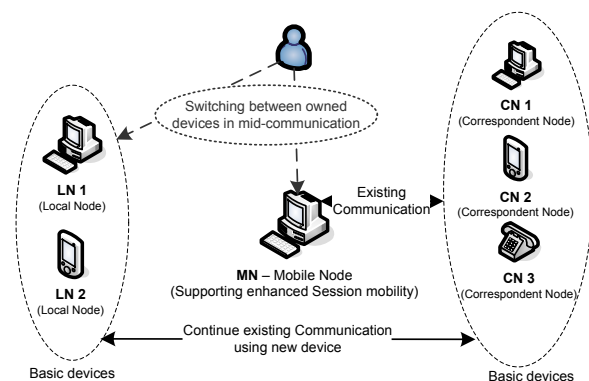 Switching between owned
devices in mid-communication
LN 1
(Local Node)
LN 2
(Local Node)
Basic devices
Existing
Communication
MN – Mobile Node
(Supporting enhanced Session mobility)
Continue existing Communication
using new device
CN 1
(Correspondent Node)
CN 2
(Correspondent Node)
CN 3
(Correspondent Node)
Basic devices